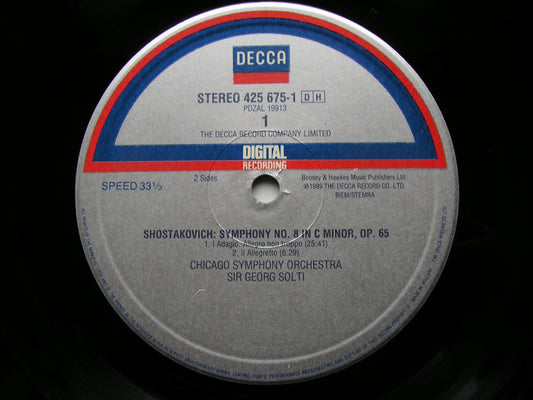 DECCA
STEREO 425 675-1 DH
PDZAL 19913
1
THE DECCA RECORD COMPANY LIMITED
DIGITAL
RECORDING
SPEED 33⅓
2 Sides
Boosey & Hawkes Music Publishers Ltd.
℗1989 THE DECCA RECORD CO. LTD.
BIEM/STEMRA
SHOSTAKOVICH: SYMPHONY NO. 8 IN C MINOR, OP. 65
1. I Adagio. Allegro non troppo (25:41)
2. II Allegretto (6:29)
CHICAGO SYMPHONY ORCHESTRA
SIR GEORG SOLTI